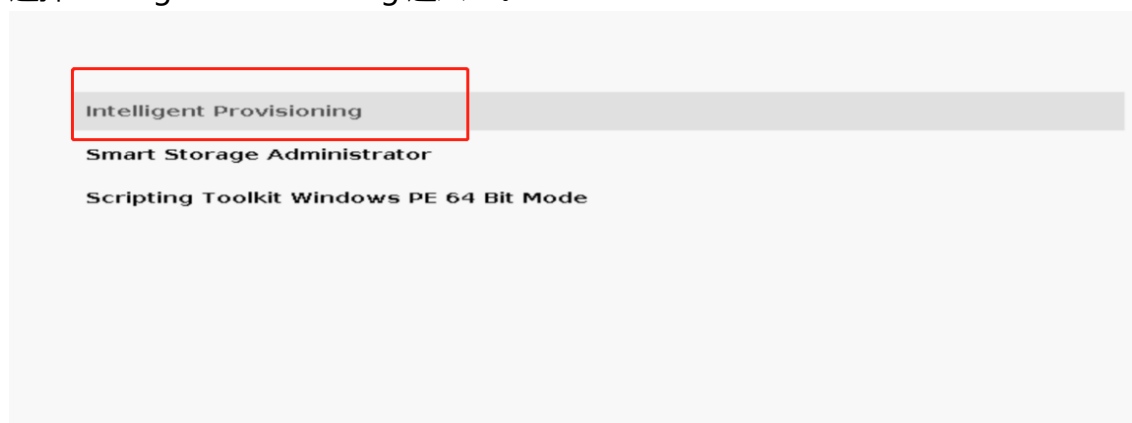 Intelligent Provisioning
Smart Storage Administrator
Scripting Toolkit Windows PE 64 Bit Mode